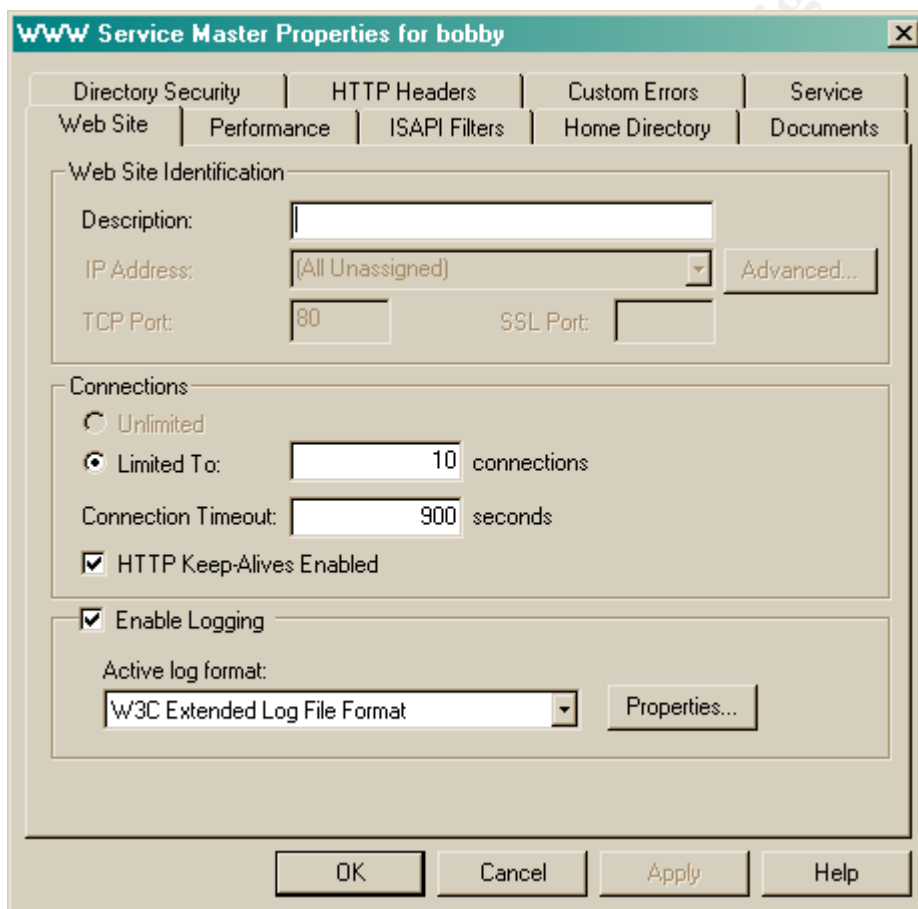 WWW Service Master Properties for bobby
Directory Security HTTP Headers Custom Errors Service
Web Site Performance ISAPI Filters Home Directory Documents
Web Site Identification
Description:
IP Address: (All Unassigned) Advanced...
TCP Port: 80 SSL Port:
Connections
Unlimited
Limited To: 10 connections
Connection Timeout: 900 seconds
HTTP Keep-Alives Enabled
Enable Logging
Active log format:
W3C Extended Log File Format Properties...
OK Cancel Apply Help